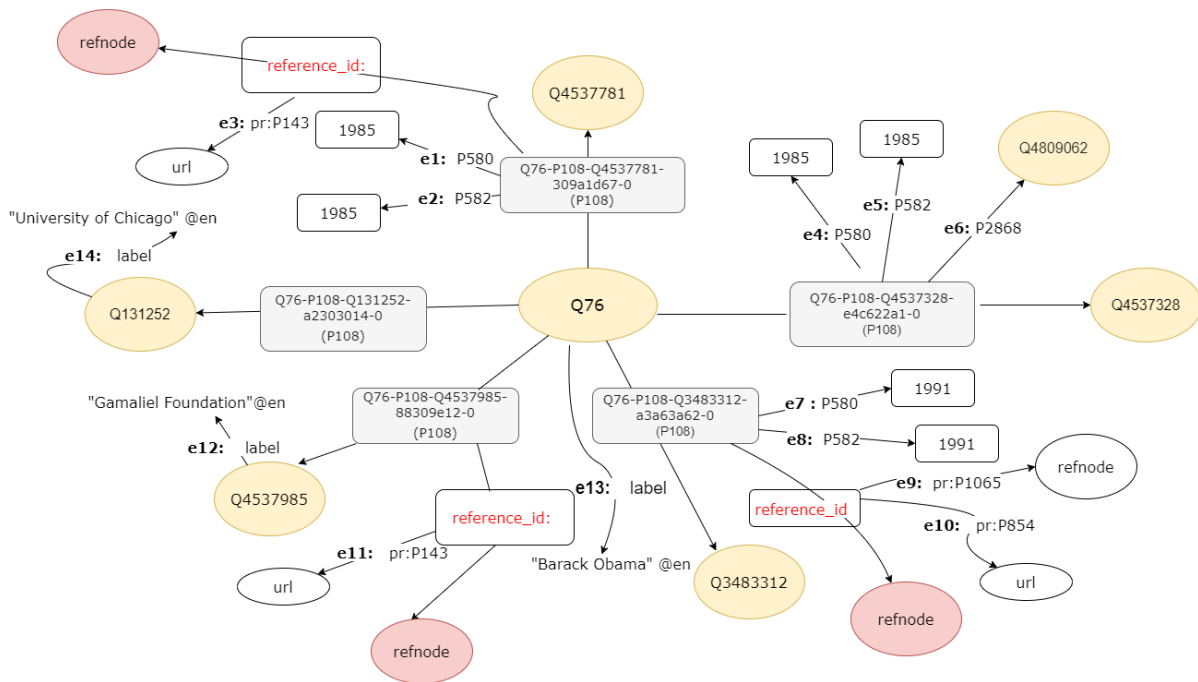 refnode
reference_id:
e3: pr:P143
url
1985
e1: P580
e2: P582
1985
Q4537781
Q76-P108-Q4537781-
309a1d67-0
(P108)
1985
1985
Q4809062
e4: P580
e5: P582
e6: P2868
Q76-P108-Q4537328-
e4c622a1-0
(P108)
Q4537328
"University of Chicago" @en
e14: label
Q131252
Q76-P108-Q131252-
a2303014-0
(P108)
Q76
Q76-P108-Q4537985-
88309e12-0
(P108)
"Gamaliel Foundation"@en
e12: label
Q4537985
reference_id:
e11: pr:P143
url
refnode
e13: label
"Barack Obama" @en
Q76-P108-Q3483312-
a3a63a62-0
(P108)
e7 : P580
1991
e8: P582
1991
Q3483312
reference_id
e9: pr:P1065
refnode
e10: pr:P854
url
refnode